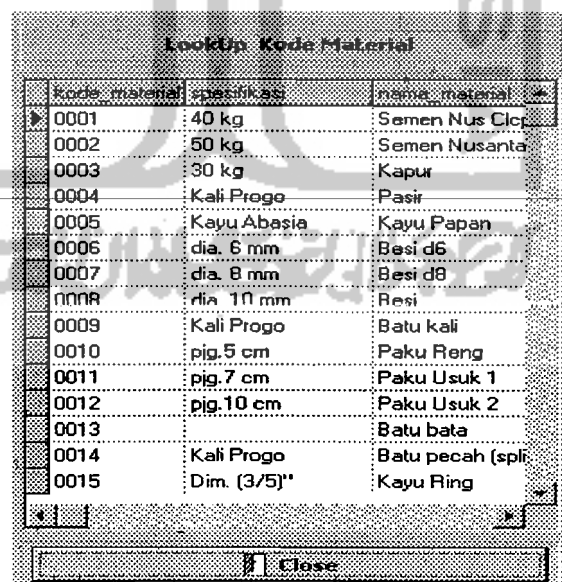 LookUp Kode Material
kode_material spesifikasi nama_material
0001 40 kg Semen Nus Clcp
0002 50 kg Semen Nusanta
0003 30 kg Kapur
0004 Kali Progo Pasir
0005 Kayu Abasia Kayu Papan
0006 dia. 6 mm Besi d6
0007 dia. 8 mm Besi d8
0008 dia. 10 mm Besi
0009 Kali Progo Batu kali
0010 pjg.5 cm Paku Reng
0011 pjg.7 cm Paku Usuk 1
0012 pjg.10 cm Paku Usuk 2
0013 Batu bata
0014 Kali Progo Batu pecah (spli
0015 Dim. (3/5)" Kayu Ring
Close